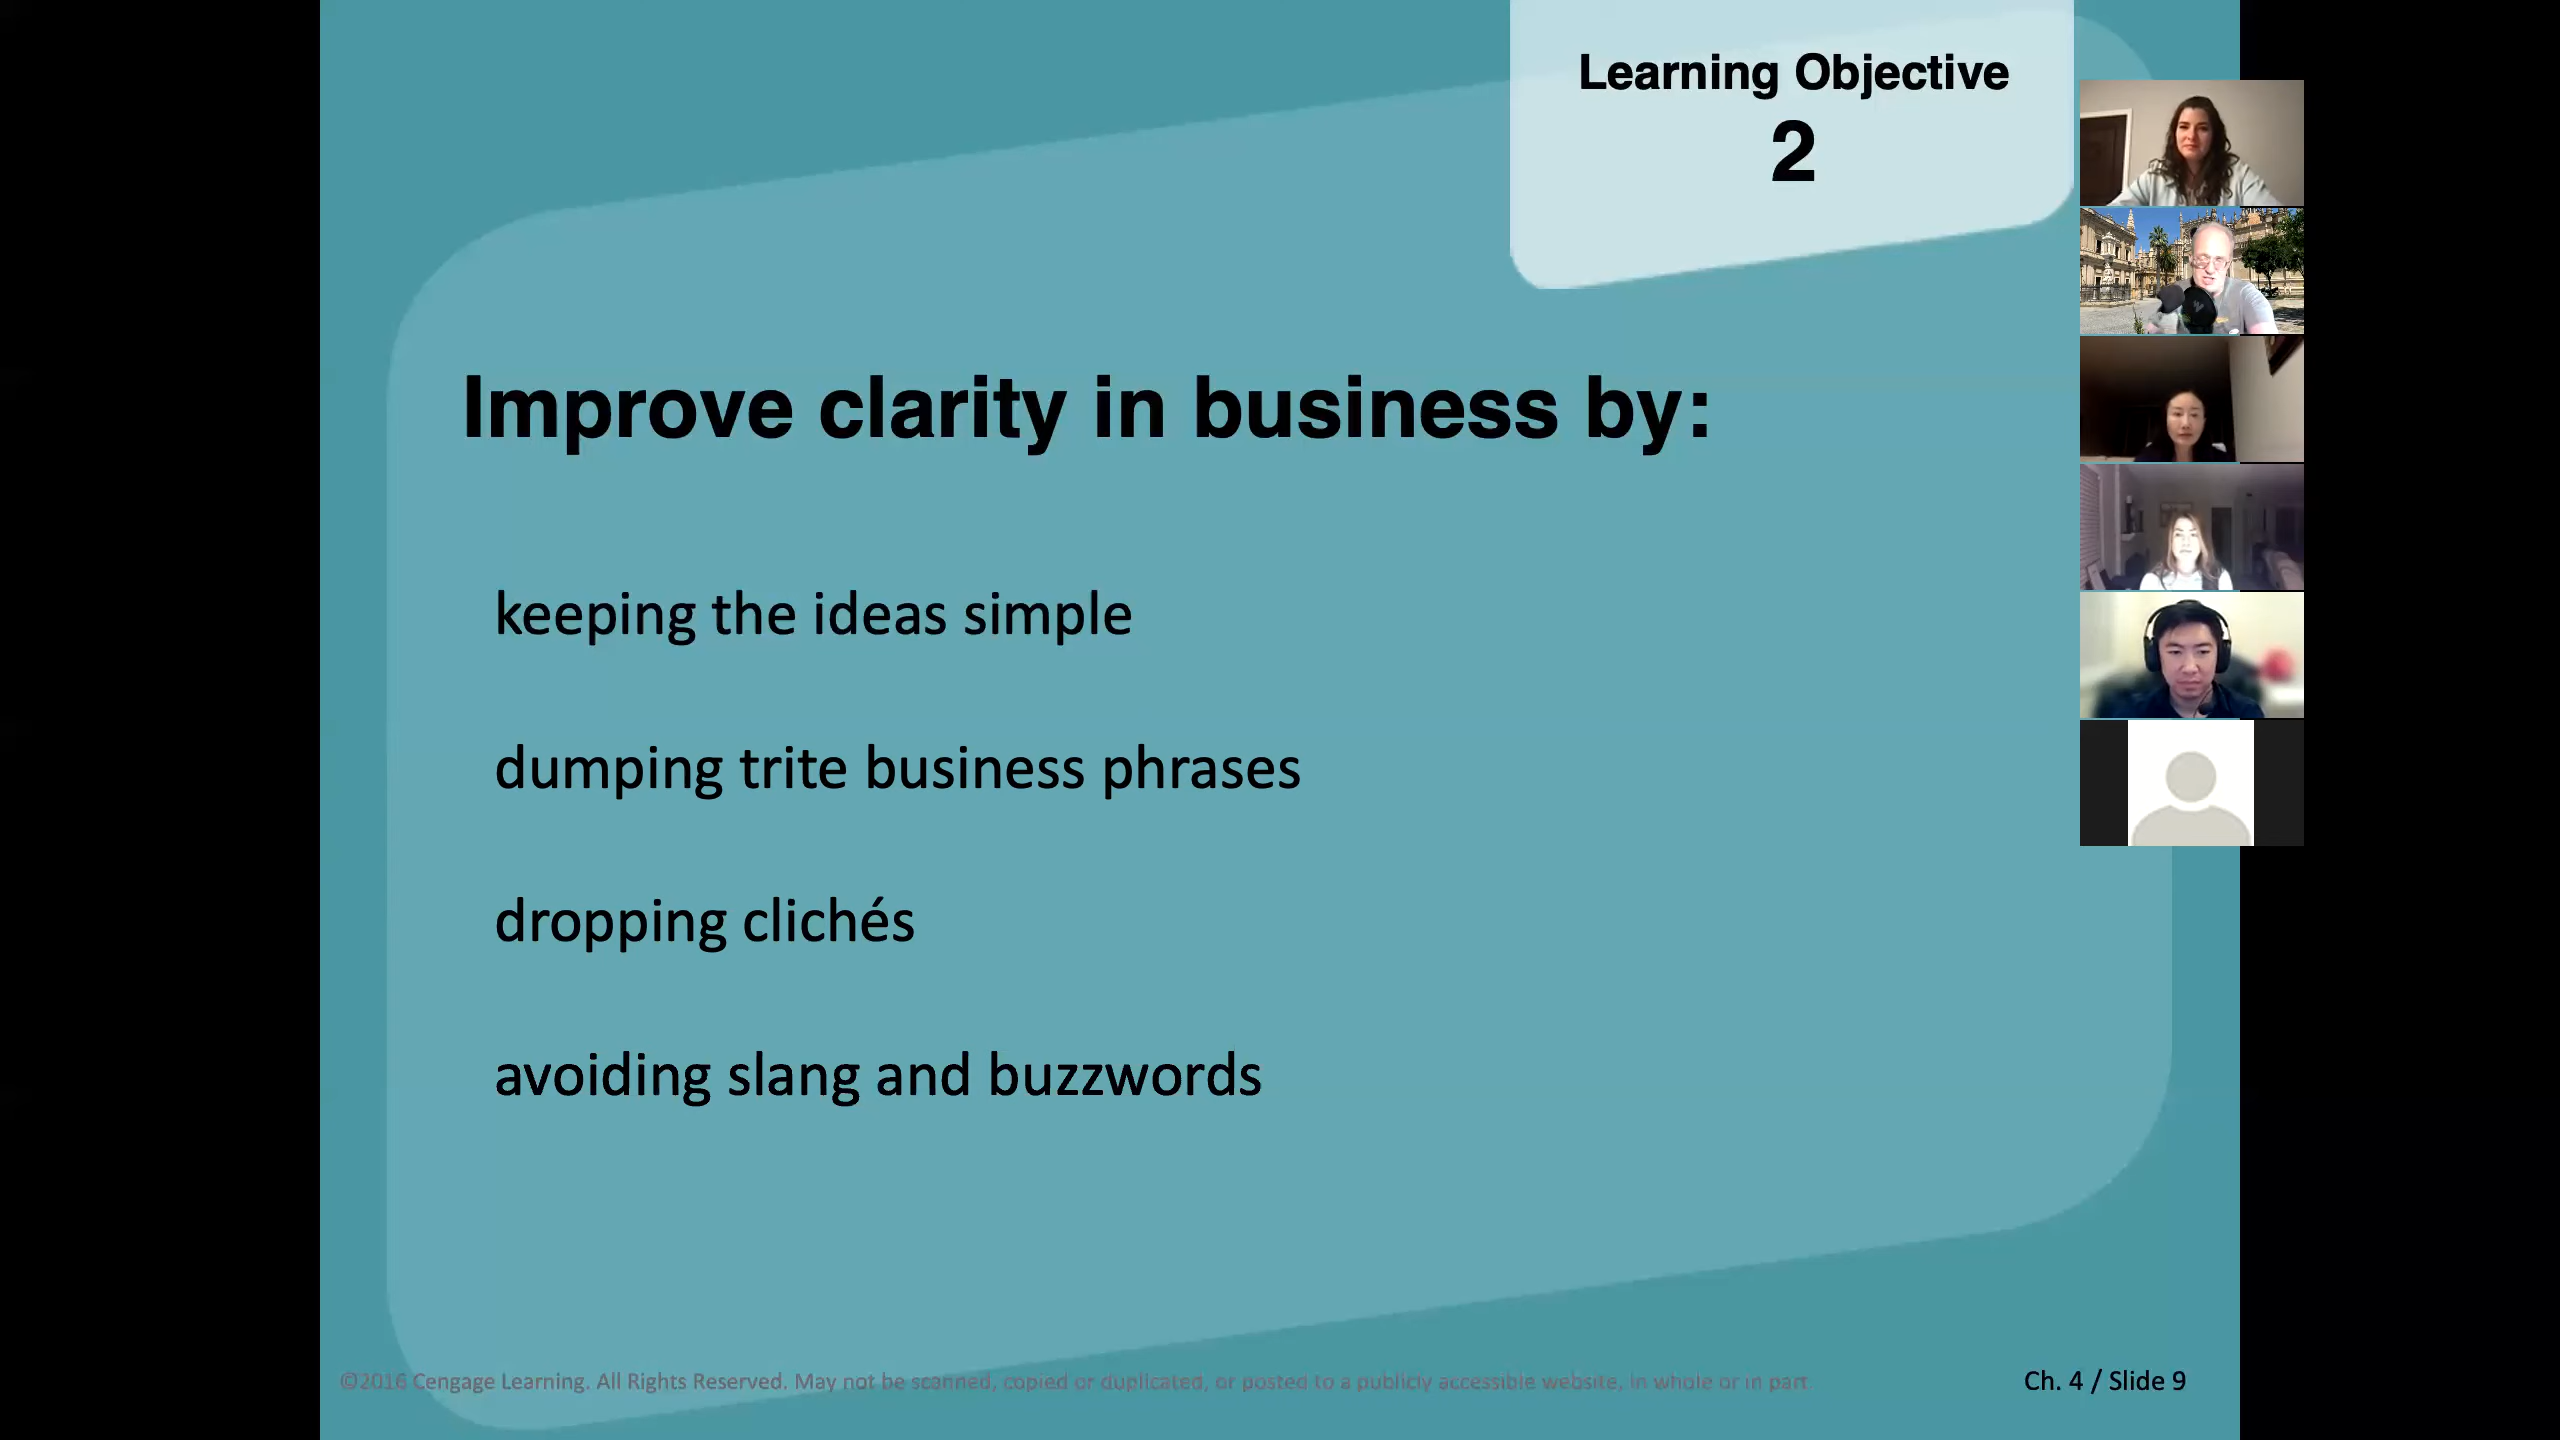 Learning Objective
2
Improve clarity in business by:
keeping the ideas simple
dumping trite business phrases
dropping clichés
avoiding slang and buzzwords
©2016 Cengage Learning. All Rights Reserved. May not be scanned, copied or duplicated, or posted to a publicly accessible website, in whole or in part.
Ch. 4 / Slide 9